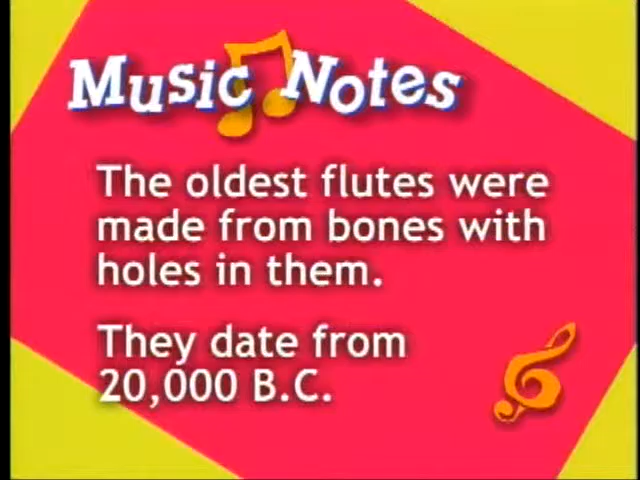 Music Notes
The oldest flutes were
made from bones with
holes in them.
They date from
20,000 B.C.